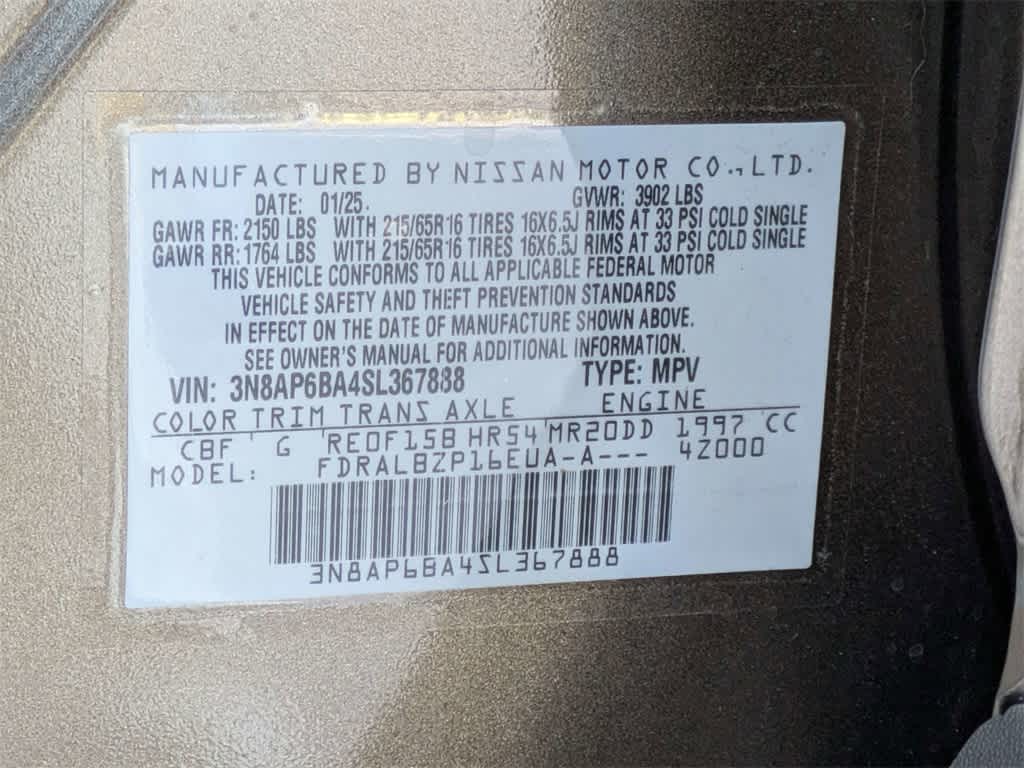 MANUFACTURED BY NISSAN MOTOR CO., LTD.
DATE: 01/25. GVWR: 3902 LBS
GAWR FR: 2150 LBS WITH 215/65R16 TIRES 16X6.5J RIMS AT 33 PSI COLD SINGLE
GAWR RR: 1764 LBS WITH 215/65R16 TIRES 16X6.5J RIMS AT 33 PSI COLD SINGLE
THIS VEHICLE CONFORMS TO ALL APPLICABLE FEDERAL MOTOR
VEHICLE SAFETY AND THEFT PREVENTION STANDARDS
IN EFFECT ON THE DATE OF MANUFACTURE SHOWN ABOVE.
SEE OWNER'S MANUAL FOR ADDITIONAL INFORMATION.
VIN: 3N8AP6BA4SL367888 TYPE: MPV
COLOR TRIM TRANS AXLE ENGINE
CBF G RE0F15B HR54 MR20DD 1997 CC
MODEL: FDRALBZP16EUA-A--- 4Z000
3N8AP6BA4SL367888